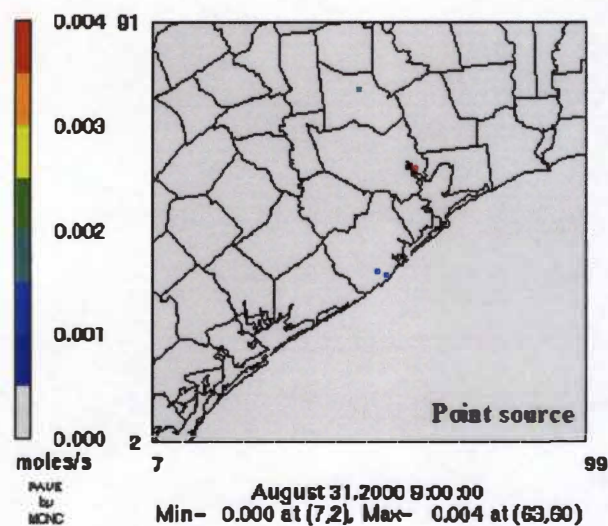 0.004
0.003
0.002
0.001
0.000
moles/s
PAVE
by
MCNC
91
2
7
99
Point source
August 31,2000 8:00:00
Min= 0.000 at (7,2), Max= 0.004 at (63,60)